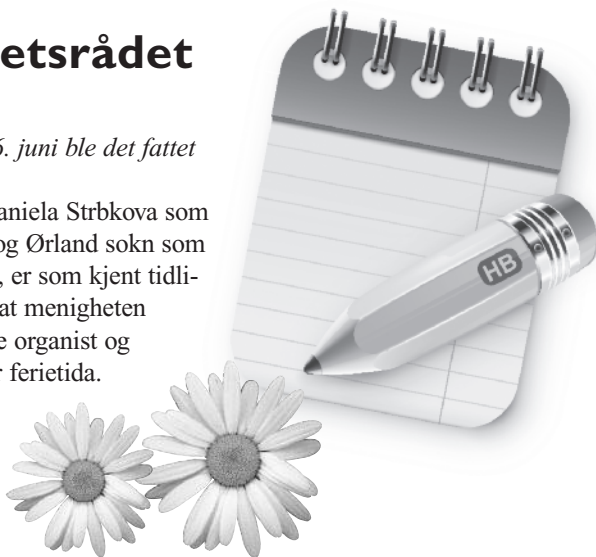 etsrådet
. juni ble det fattet
aniela Strbkova som
og Ørland sokn som
, er som kjent tidli-
at menigheten
e organist og
ferietida.
HB